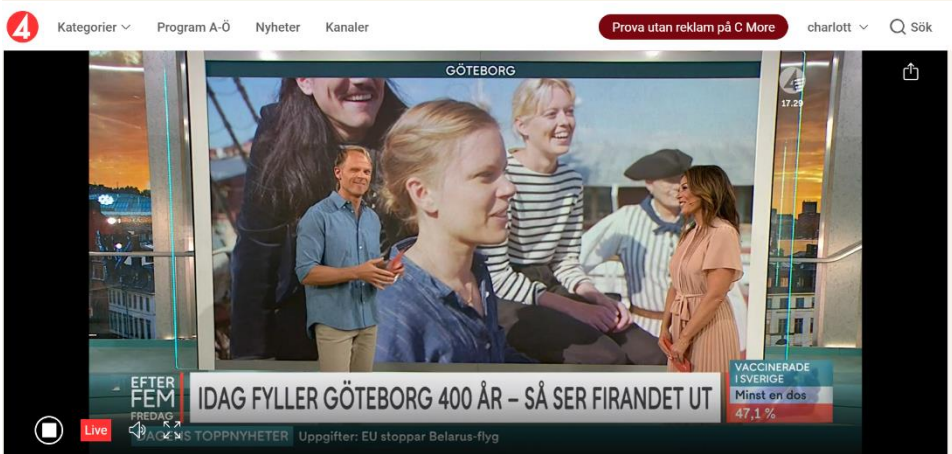 4 Kategorier Program A-Ö Nyheter Kanaler Prova utan reklam på C More charlott Sök
GÖTEBORG
4
17.29
EFTER
FEM
FREDAG
IDAG FYLLER GÖTEBORG 400 ÅR – SÅ SER FIRANDET UT
VACCINERADE
I SVERIGE
Minst en dos
47,1 %
Live
DAGENS TOPPNYHETER Uppgifter: EU stoppar Belarus-flyg